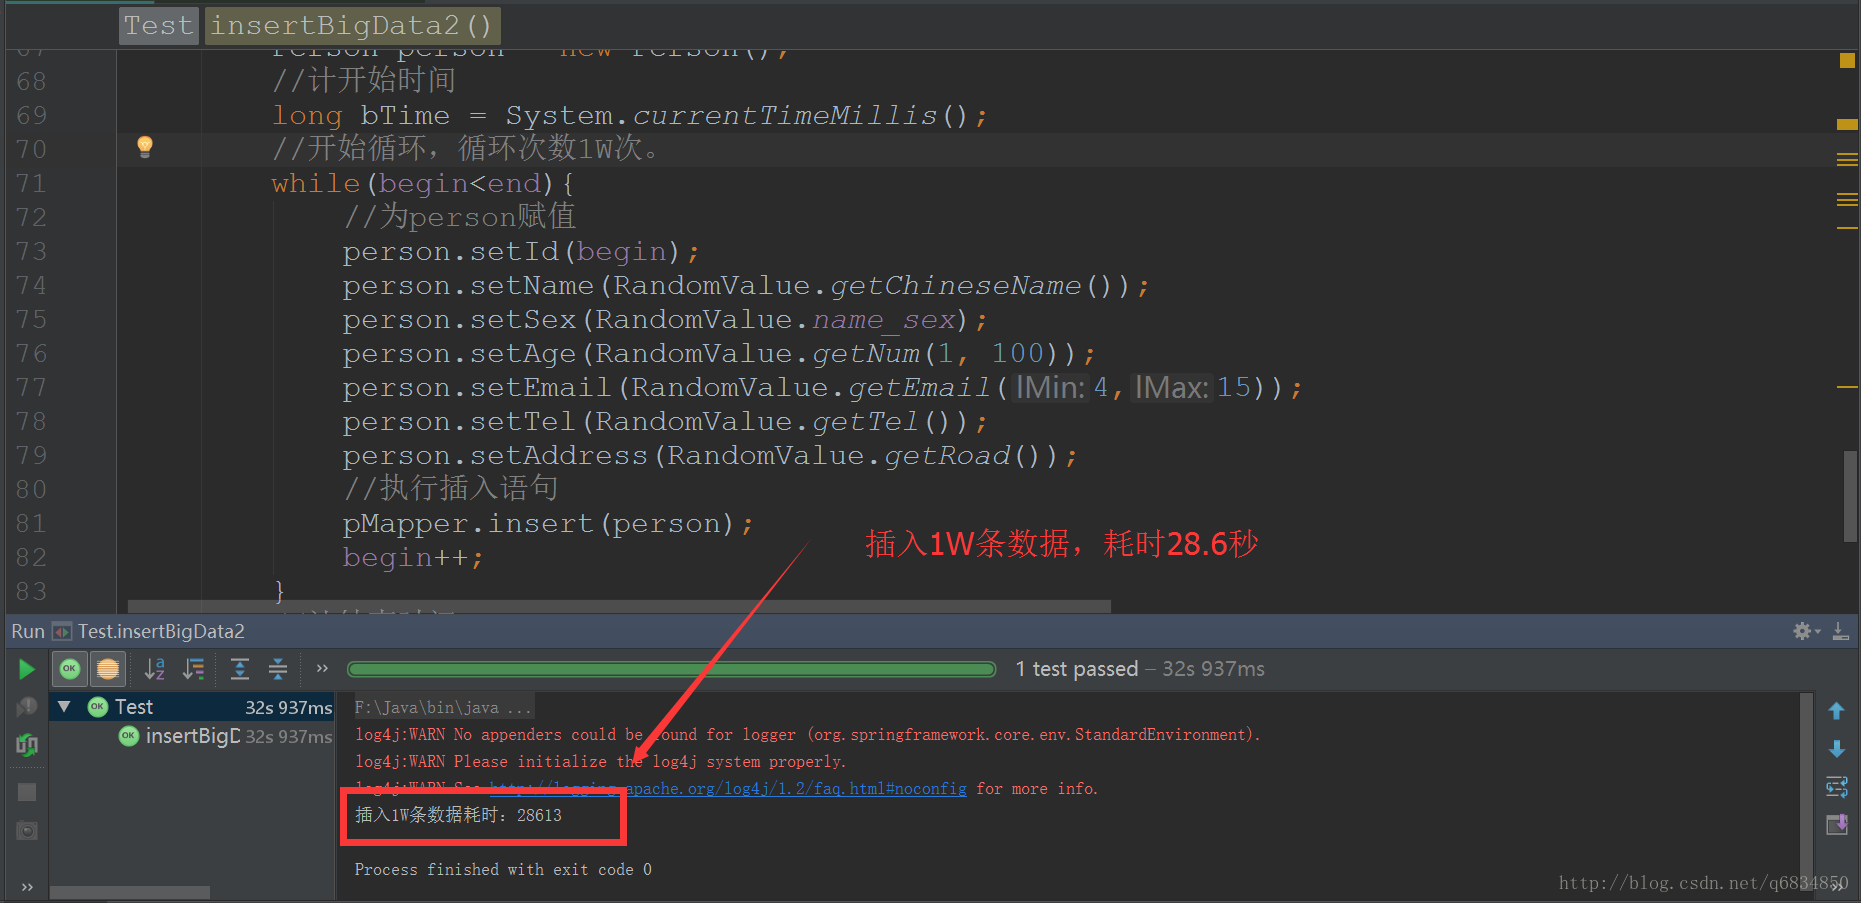 Test insertBigData2()
67 Person person = new Person();
68 //计开始时间
69 long bTime = System.currentTimeMillis();
70 //开始循环，循环次数1W次。
71 while(begin<end){
72 //为person赋值
73 person.setId(begin);
74 person.setName(RandomValue.getChineseName());
75 person.setSex(RandomValue.name_sex);
76 person.setAge(RandomValue.getNum(1, 100));
77 person.setEmail(RandomValue.getEmail( lMin: 4, lMax: 15));
78 person.setTel(RandomValue.getTel());
79 person.setAddress(RandomValue.getRoad());
80 //执行插入语句
81 pMapper.insert(person);
插入1W条数据，耗时28.6秒
82 begin++;
83 }
Run Test.insertBigData2
1 test passed – 32s 937ms
Test 32s 937ms
insertBigD 32s 937ms
F:\Java\bin\java ...
log4j:WARN No appenders could be found for logger (org.springframework.core.env.StandardEnvironment).
log4j:WARN Please initialize the log4j system properly.
log4j:WARN See http://logging.apache.org/log4j/1.2/faq.html#noconfig for more info.
插入1W条数据耗时：28613
Process finished with exit code 0
http://blog.csdn.net/q6834850